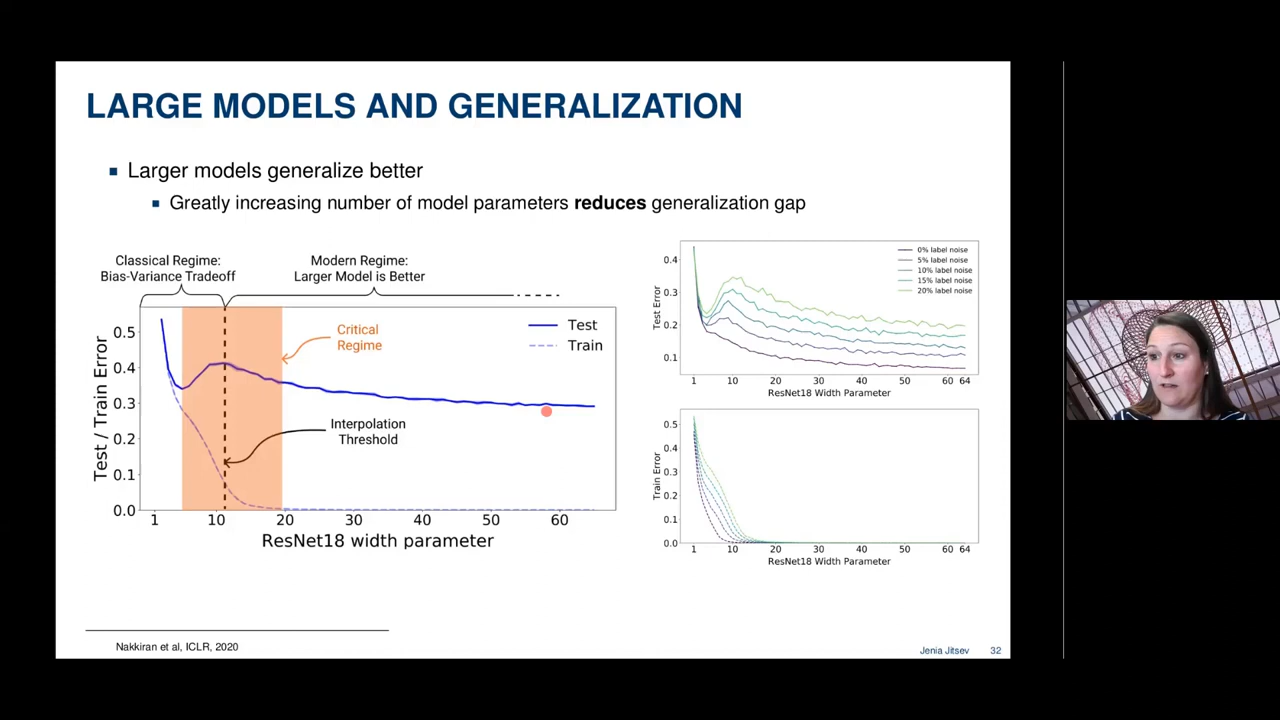 LARGE MODELS AND GENERALIZATION
Larger models generalize better
Greatly increasing number of model parameters reduces generalization gap
Classical Regime:
Bias-Variance Tradeoff
Modern Regime:
Larger Model is Better
Critical
Regime
Interpolation
Threshold
Test
Train
Test / Train Error
0.5
0.4
0.3
0.2
0.1
0.0
1 10 20 30 40 50 60
ResNet18 width parameter
0% label noise
5% label noise
10% label noise
15% label noise
20% label noise
Test Error
0.4
0.3
0.2
0.1
1 10 20 30 40 50 60 64
ResNet18 Width Parameter
Train Error
0.5
0.4
0.3
0.2
0.1
0.0
1 10 20 30 40 50 60 64
ResNet18 Width Parameter
Nakkiran et al, ICLR, 2020
Jenia Jitsev 32